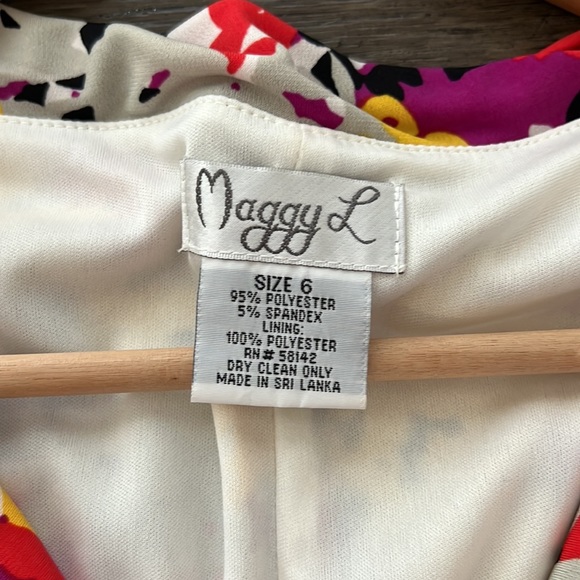 Maggy L
SIZE 6
95% POLYESTER
5% SPANDEX
LINING:
100% POLYESTER
RN# 58142
DRY CLEAN ONLY
MADE IN SRI LANKA